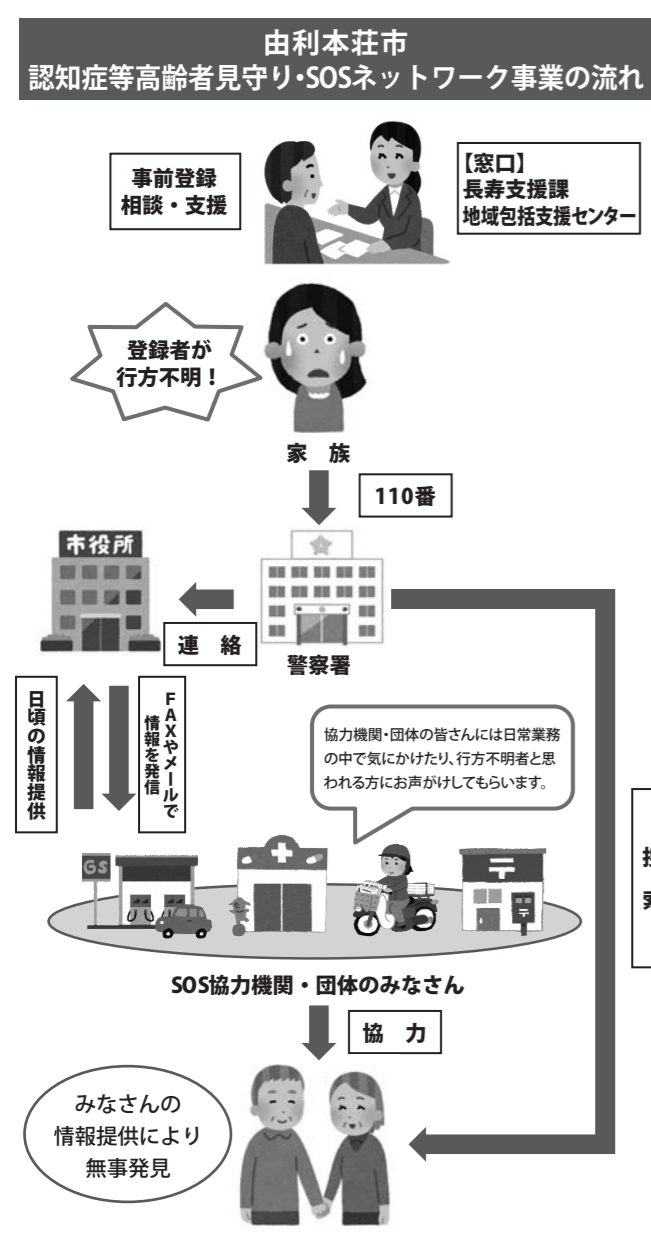 由利本荘市
認知症等高齢者見守り・SOSネットワーク事業の流れ
事前登録
相談・支援
【窓口】
長寿支援課
地域包括支援センター
登録者が
行方不明！
家　族
110番
市役所
連　絡
警察署
日頃の情報提供
FAXやメールで
情報を発信
協力機関・団体の皆さんには日常業務
の中で気にかけたり、行方不明者と思
われる方にお声がけしてもらいます。
GS
〒
SOS協力機関・団体のみなさん
協　力
みなさんの
情報提供により
無事発見